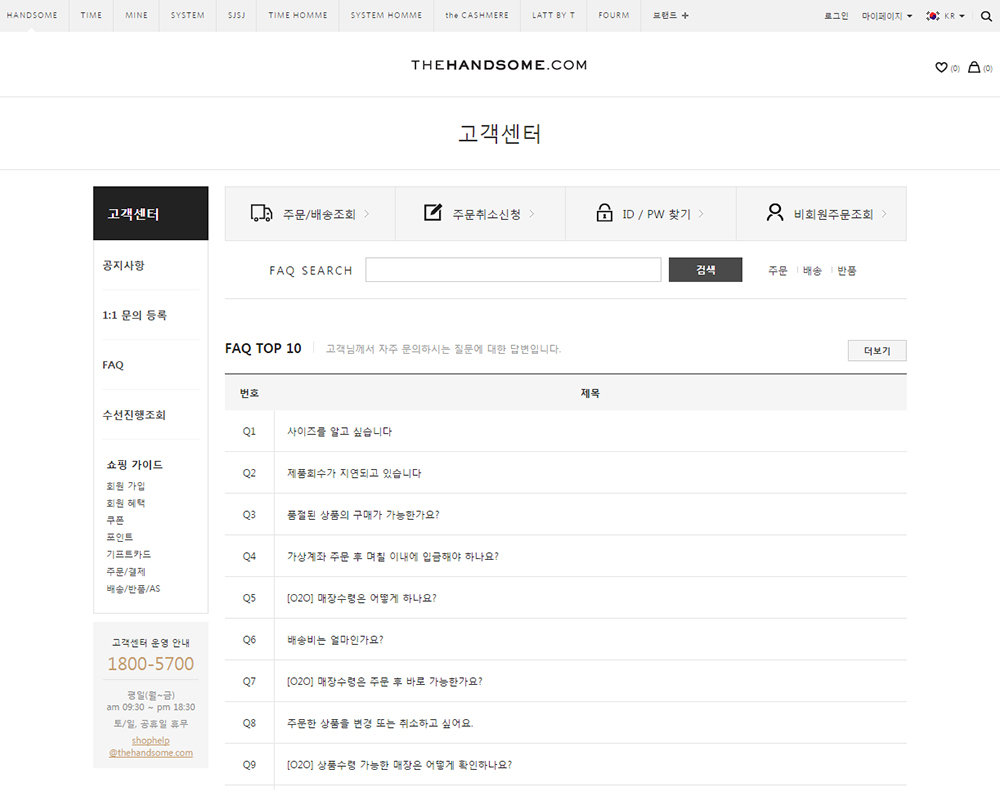 HANDSOME TIME MINE SYSTEM SJSJ TIME HOMME SYSTEM HOMME the CASHMERE LATT BY T FOURM 브랜드 + 로그인 마이페이지 KR
THEHANDSOME.COM (0) (0)
고객센터
고객센터
공지사항
1:1 문의 등록
FAQ
수선진행조회
쇼핑 가이드
회원 가입
회원 혜택
쿠폰
포인트
기프트카드
주문/결제
배송/반품/AS
고객센터 운영 안내
1800-5700
평일(월~금)
am 09:30 ~ pm 18:30
토/일, 공휴일 휴무
shophelp
@thehandsome.com
주문/배송조회 주문취소신청 ID / PW 찾기 비회원주문조회
FAQ SEARCH 검색 주문 배송 반품
FAQ TOP 10 고객님께서 자주 문의하시는 질문에 대한 답변입니다. 더보기
번호 제목
Q1 사이즈를 알고 싶습니다
Q2 제품회수가 지연되고 있습니다
Q3 품절된 상품의 구매가 가능한가요?
Q4 가상계좌 주문 후 며칠 이내에 입금해야 하나요?
Q5 [O2O] 매장수령은 어떻게 하나요?
Q6 배송비는 얼마인가요?
Q7 [O2O] 매장수령은 주문 후 바로 가능한가요?
Q8 주문한 상품을 변경 또는 취소하고 싶어요.
Q9 [O2O] 상품수령 가능한 매장은 어떻게 확인하나요?